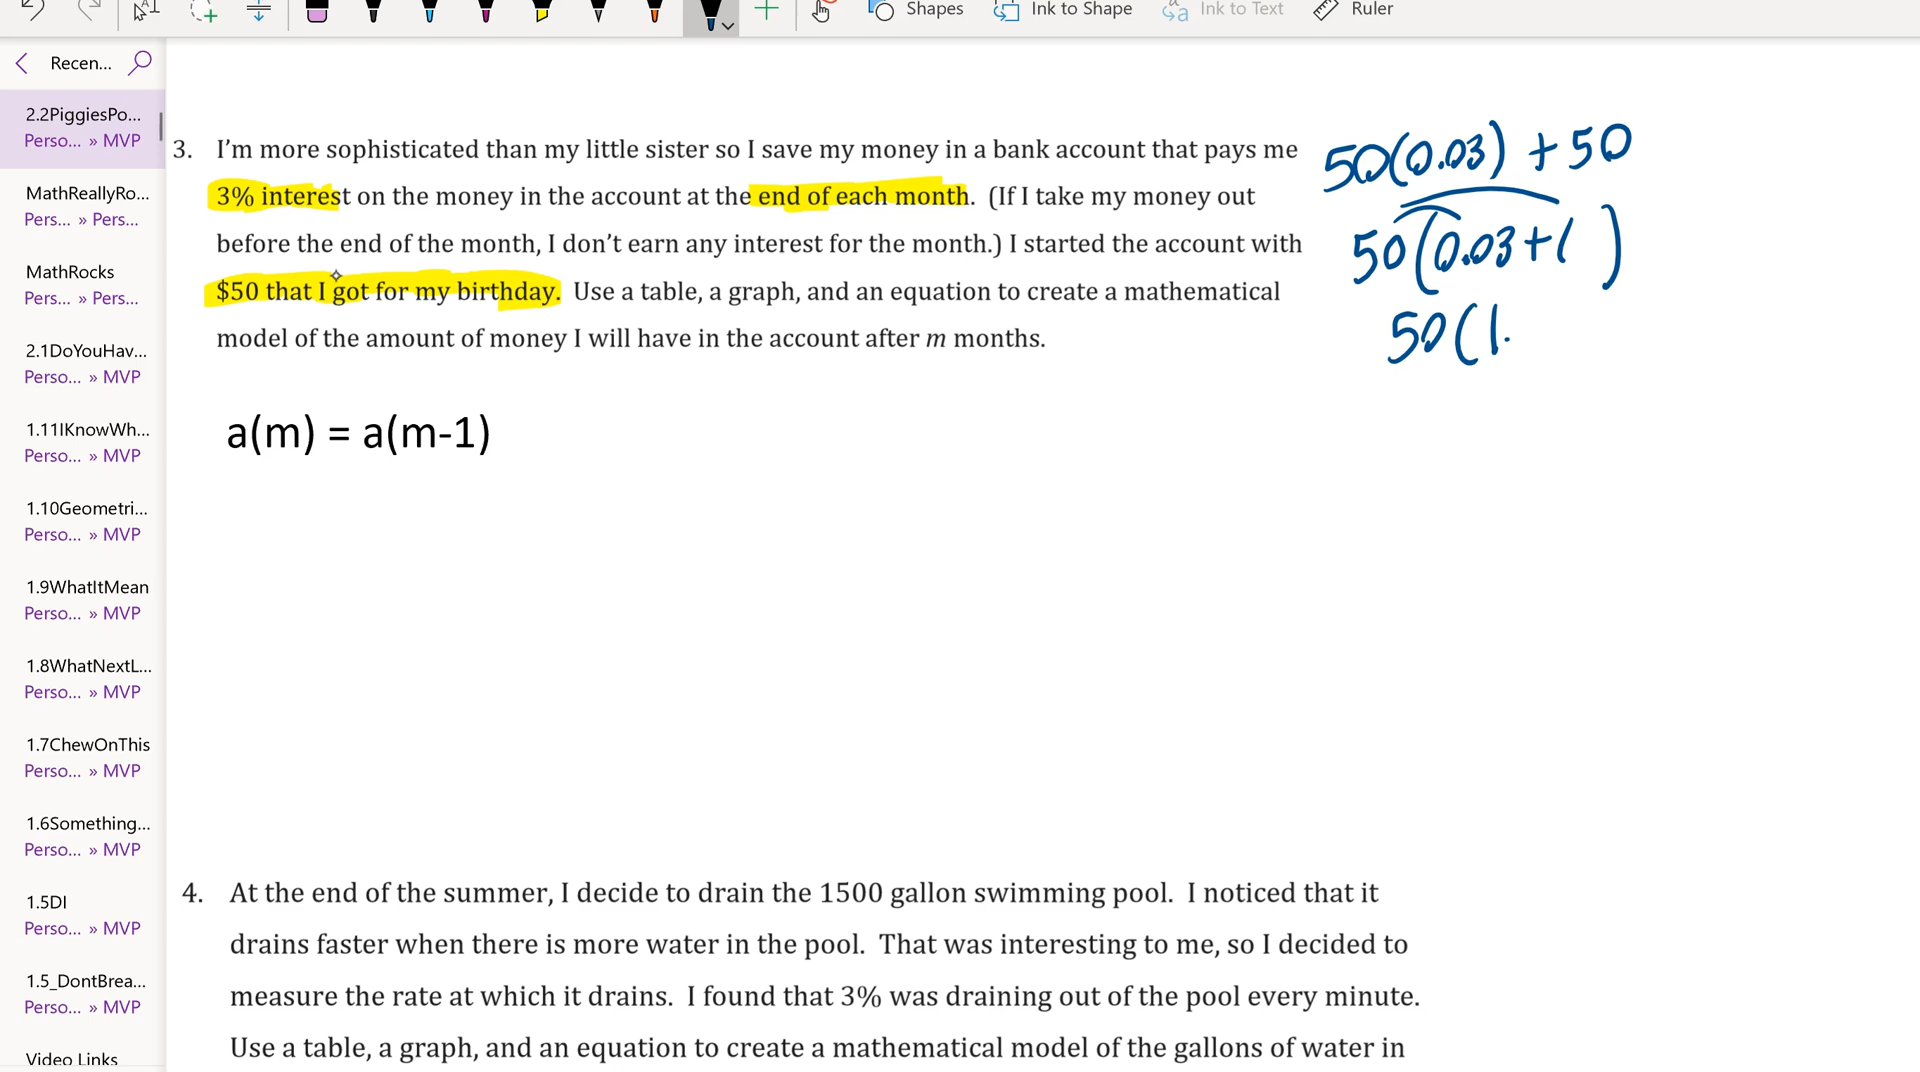 Shapes
Ink to Shape
Ink to Text
Ruler
Recen...
2.2PiggiesPo...
Perso... » MVP
MathReallyRo...
Pers... » Pers...
MathRocks
Pers... » Pers...
2.1DoYouHav...
Perso... » MVP
1.11IKnowWh...
Perso... » MVP
1.10Geometri...
Perso... » MVP
1.9WhatItMean
Perso... » MVP
1.8WhatNextL...
Perso... » MVP
1.7ChewOnThis
Perso... » MVP
1.6Something...
Perso... » MVP
1.5DI
Perso... » MVP
1.5_DontBrea...
Perso... » MVP
Video Links
3. I'm more sophisticated than my little sister so I save my money in a bank account that pays me
3% interest on the money in the account at the end of each month. (If I take my money out
before the end of the month, I don't earn any interest for the month.) I started the account with
$50 that I got for my birthday. Use a table, a graph, and an equation to create a mathematical
model of the amount of money I will have in the account after m months.
50(0.03) + 50
50(0.03+1 )
50(1.
a(m) = a(m-1)
4. At the end of the summer, I decide to drain the 1500 gallon swimming pool. I noticed that it
drains faster when there is more water in the pool. That was interesting to me, so I decided to
measure the rate at which it drains. I found that 3% was draining out of the pool every minute.
Use a table, a graph, and an equation to create a mathematical model of the gallons of water in